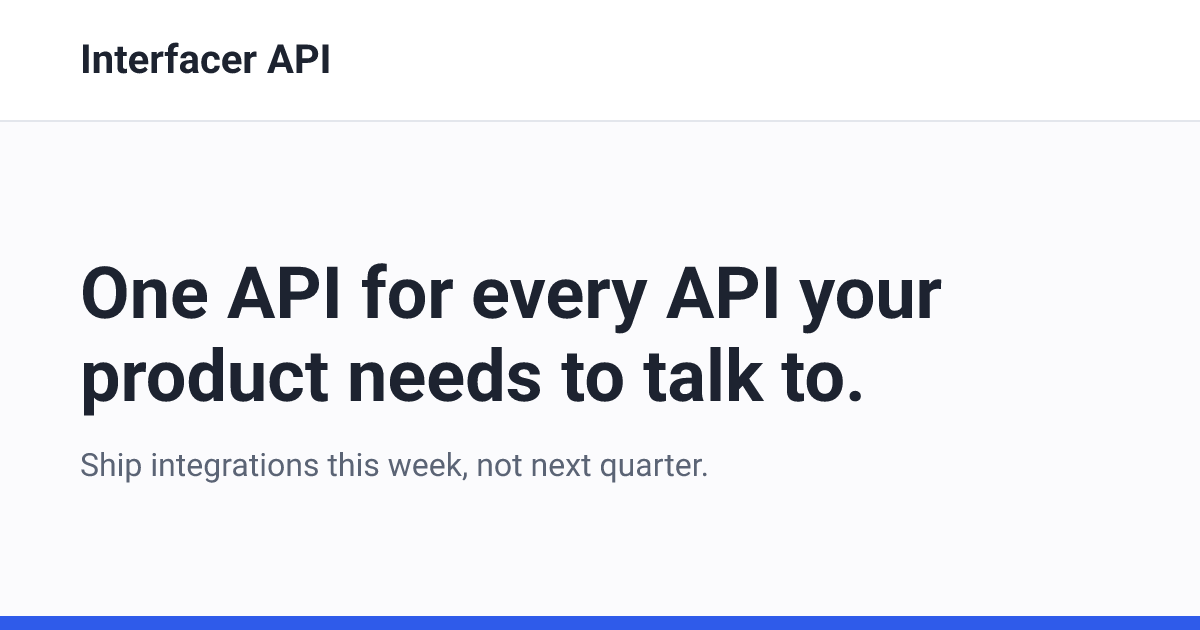 Interfacer API
One API for every API your
product needs to talk to.
Ship integrations this week, not next quarter.